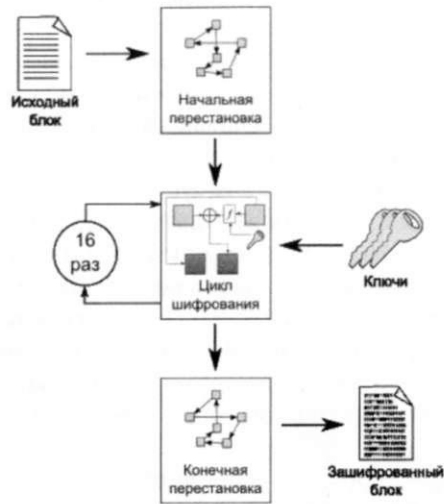 Исходный
блок
Начальная
перестановка
16
раз
f
Цикл
шифрования
Ключи
Конечная
перестановка
Зашифрованный
блок